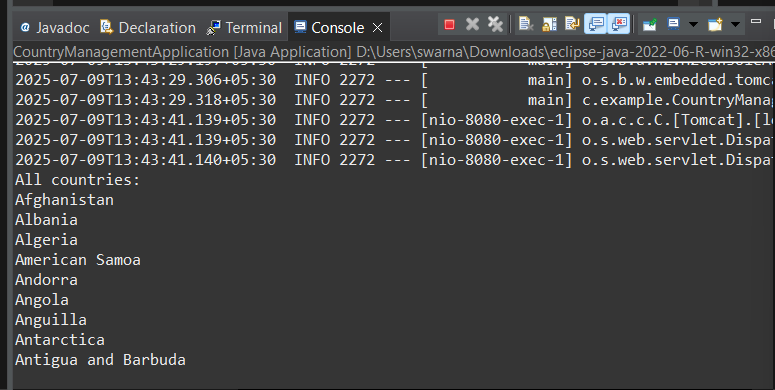 @ Javadoc Declaration Terminal Console
CountryManagementApplication [Java Application] D:\Users\swarna\Downloads\eclipse-java-2022-06-R-win32-x86
2025-07-09T13:43:29.306+05:30 INFO 2272 --- [ main] o.s.b.w.embedded.tomca
2025-07-09T13:43:29.318+05:30 INFO 2272 --- [ main] c.example.CountryManag
2025-07-09T13:43:41.139+05:30 INFO 2272 --- [nio-8080-exec-1] o.a.c.c.C.[Tomcat].[lo
2025-07-09T13:43:41.139+05:30 INFO 2272 --- [nio-8080-exec-1] o.s.web.servlet.Dispat
2025-07-09T13:43:41.140+05:30 INFO 2272 --- [nio-8080-exec-1] o.s.web.servlet.Dispat
All countries:
Afghanistan
Albania
Algeria
American Samoa
Andorra
Angola
Anguilla
Antarctica
Antigua and Barbuda